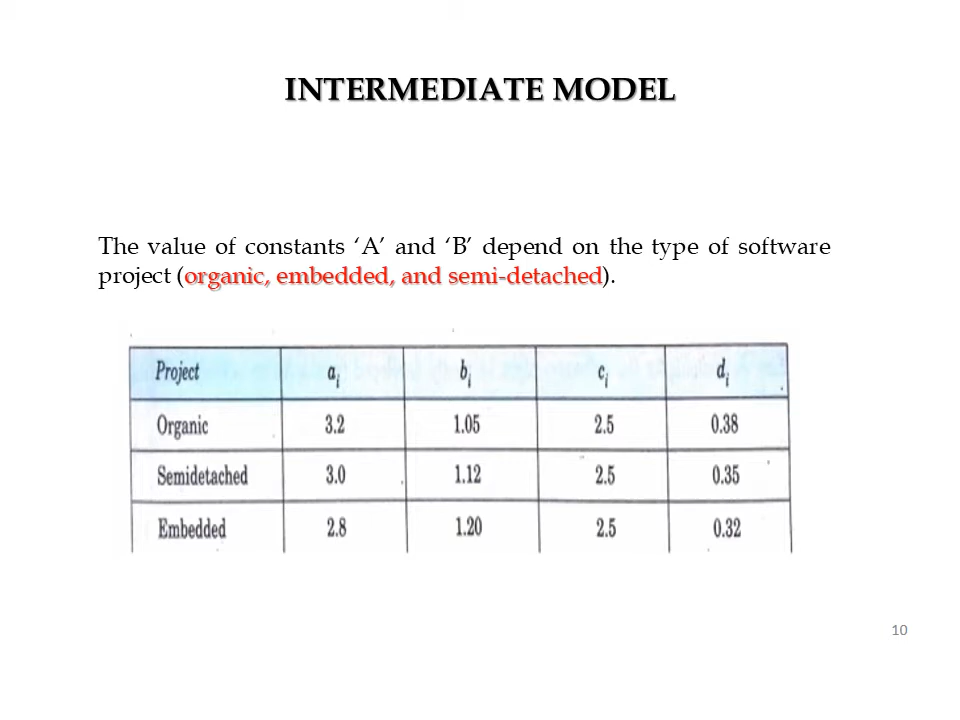 INTERMEDIATE MODEL
The value of constants ‘A’ and ‘B’ depend on the type of software
project (organic, embedded, and semi-detached).
Project a_i b_i c_i d_i
Organic 3.2 1.05 2.5 0.38
Semidetached 3.0 1.12 2.5 0.35
Embedded 2.8 1.20 2.5 0.32
10